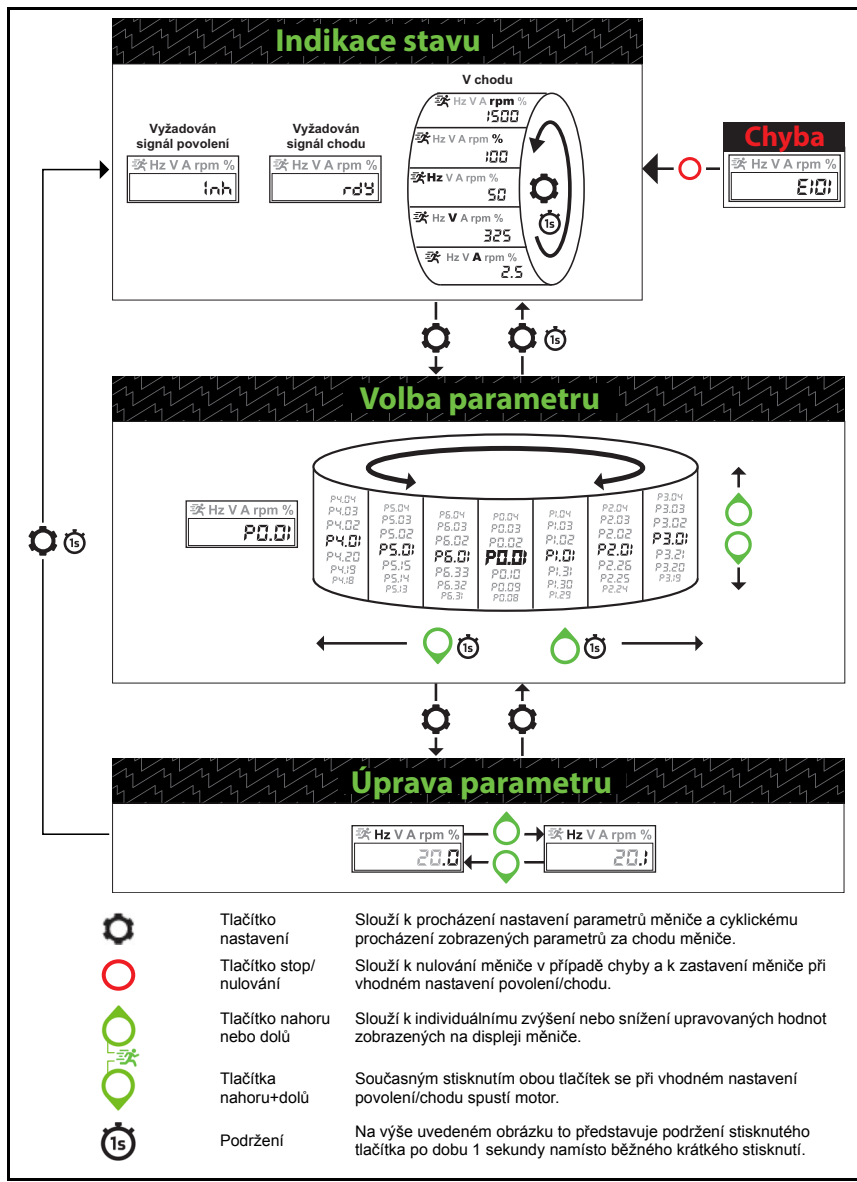 Indikace stavu
V chodu
Vyžadován
signál povolení
Hz V A rpm %
Inh
Vyžadován
signál chodu
Hz V A rpm %
rdY
Hz V A rpm %
1500
Hz V A rpm %
100
Hz V A rpm %
50
Hz V A rpm %
325
Hz V A rpm %
2.5
1s
Chyba
Hz V A rpm %
E101
1s
Volba parametru
Hz V A rpm %
P0.01
P4.04
P4.03
P4.02
P4.01
P4.20
P4.19
P4.18
P5.04
P5.03
P5.02
P5.01
P5.15
P5.14
P5.13
P6.04
P6.03
P6.02
P6.01
P6.33
P6.32
P6.31
P0.04
P0.03
P0.02
P0.01
P0.10
P0.09
P0.08
P1.04
P1.03
P1.02
P1.01
P1.31
P1.30
P1.29
P2.04
P2.03
P2.02
P2.01
P2.26
P2.25
P2.24
P3.04
P3.03
P3.02
P3.01
P3.21
P3.20
P3.19
1s
1s
1s
Úprava parametru
Hz V A rpm %
20.0
Hz V A rpm %
20.1
Tlačítko
nastavení
Slouží k procházení nastavení parametrů měniče a cyklickému
procházení zobrazených parametrů za chodu měniče.
Tlačítko stop/
nulování
Slouží k nulování měniče v případě chyby a k zastavení měniče při
vhodném nastavení povolení/chodu.
Tlačítko nahoru
nebo dolů
Slouží k individuálnímu zvýšení nebo snížení upravovaných hodnot
zobrazených na displeji měniče.
Tlačítka
nahoru+dolů
Současným stisknutím obou tlačítek se při vhodném nastavení
povolení/chodu spustí motor.
1s
Podržení
Na výše uvedeném obrázku to představuje podržení stisknutého
tlačítka po dobu 1 sekundy namísto běžného krátkého stisknutí.